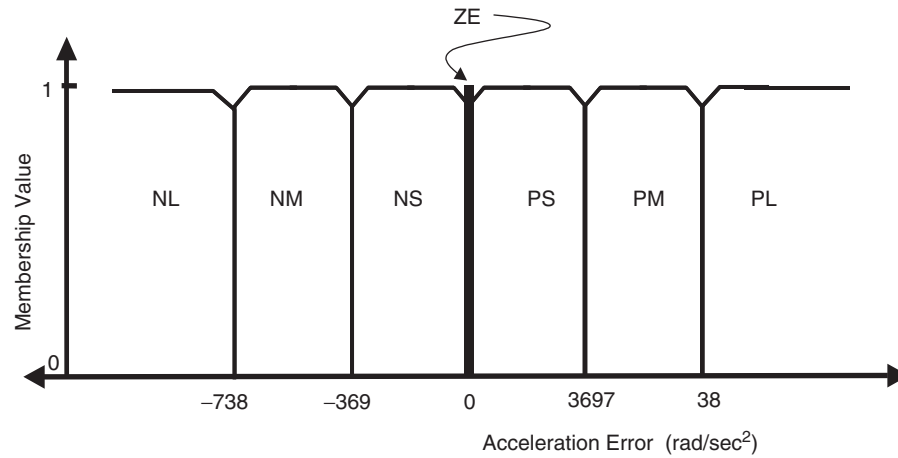 ZE
1
Membership Value
NL NM NS PS PM PL
0
−738 −369 0 3697 38
Acceleration Error (rad/sec²)